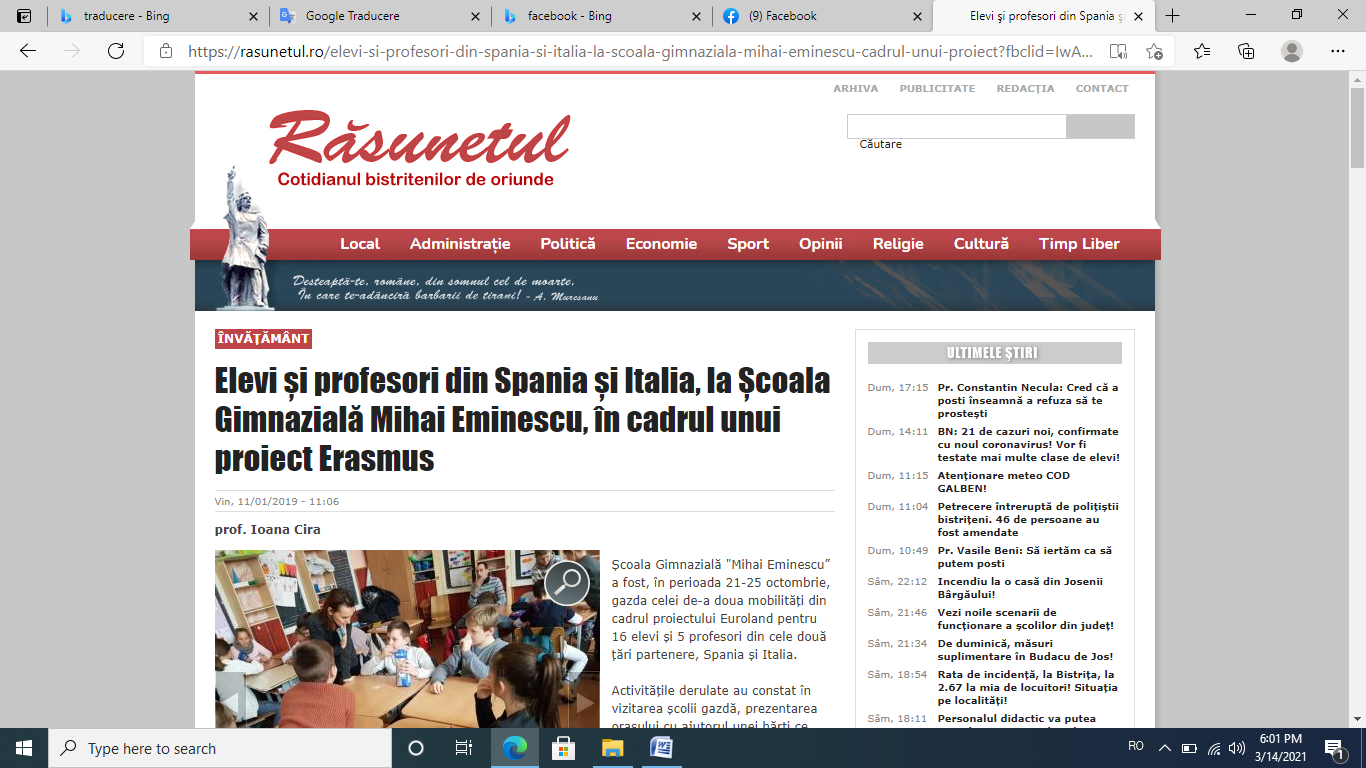 traducere - Bing
Google Traducere
facebook - Bing
(9) Facebook
Elevi și profesori din Spania și
https://rasunetul.ro/elevi-si-profesori-din-spania-si-italia-la-scoala-gimnaziala-mihai-eminescu-cadrul-unui-proiect?fbclid=IwA...
ARHIVA PUBLICITATE REDACŢIA CONTACT
Căutare
Răsunetul
Cotidianul bistritenilor de oriunde
Local Administrație Politică Economie Sport Opinii Religie Cultură Timp Liber
Desteaptă-te, române, din somnul cel de moarte,
În care te-adânciră barbarii de tirani! - A. Muresanu
ÎNVĂŢĂMÂNT
Elevi și profesori din Spania și Italia, la Școala
Gimnazială Mihai Eminescu, în cadrul unui
proiect Erasmus
Vin, 11/01/2019 - 11:06
prof. Ioana Cira
Școala Gimnazială "Mihai Eminescu”
a fost, în perioada 21-25 octombrie,
gazda celei de-a doua mobilități din
cadrul proiectului Euroland pentru
16 elevi și 5 profesori din cele două
țări partenere, Spania și Italia.
Activitățile derulate au constat în
vizitarea școlii gazdă, prezentarea
orașului cu ajutorul unei hărți ce
ULTIMELE ŞTIRI
Dum, 17:15 Pr. Constantin Necula: Cred că a
posti înseamnă a refuza să te
prostești
Dum, 14:11 BN: 21 de cazuri noi, confirmate
cu noul coronavirus! Vor fi
testate mai multe clase de elevi!
Dum, 11:15 Atenționare meteo COD
GALBEN!
Dum, 11:04 Petrecere întreruptă de polițiștii
bistrițeni. 46 de persoane au
fost amendate
Dum, 10:49 Pr. Vasile Beni: Să iertăm ca să
putem posti
Sâm, 22:12 Incendiu la o casă din Josenii
Bârgăului!
Sâm, 21:46 Vezi noile scenarii de
funcționare a școlilor din județ!
Sâm, 21:34 De duminică, măsuri
suplimentare în Budacu de Jos!
Sâm, 18:54 Rata de incidență, la Bistrița, la
2.67 la mia de locuitori! Situația
pe localități!
Sâm, 18:11 Personalul didactic va putea
Type here to search
RO
6:01 PM
3/14/2021
1